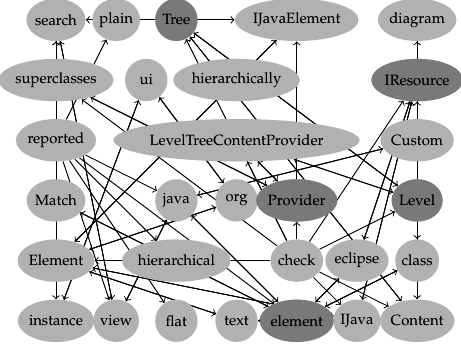 search plain Tree IJavaElement diagram
superclasses ui hierarchically IResource
reported LevelTreeContentProvider Custom
Match java org Provider Level
Element hierarchical check eclipse class
instance view flat text element IJava Content